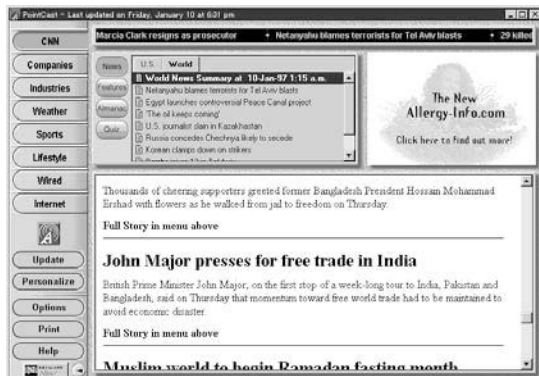 PointCast - Last updated on Friday, January 10 at 6:31 pm
CNN
Companies
Industries
Weather
Sports
Lifestyle
Wired
Internet
Update
Personalize
Options
Print
Help
Marcia Clark resigns as prosecutor
Netanyahu blames terrorists for Tel Aviv blasts
29 killed
News
Features
Almanac
Quiz
U.S.
World
World News Summary at 10-Jan-97 1:15 a.m.
Netanyahu blames terrorists for Tel Aviv blasts
Egypt launches controversial Peace Canal project
'The oil keeps coming'
U.S. journalist slain in Kazakhstan
Russia concedes Chechnya likely to secede
Korean clamps down on strikers
The New
Allergy-Info.com
Click here to find out more!
Thousands of cheering supporters greeted former Bangladesh President Hossain Mohammad
Ershad with flowers as he walked from jail to freedom on Thursday.
Full Story in menu above
John Major presses for free trade in India
British Prime Minister John Major, on the first stop of a week-long tour to India, Pakistan and
Bangladesh, said on Thursday that momentum toward free world trade had to be maintained to
avoid economic disaster.
Full Story in menu above
Muslim world to begin Ramadan fasting month